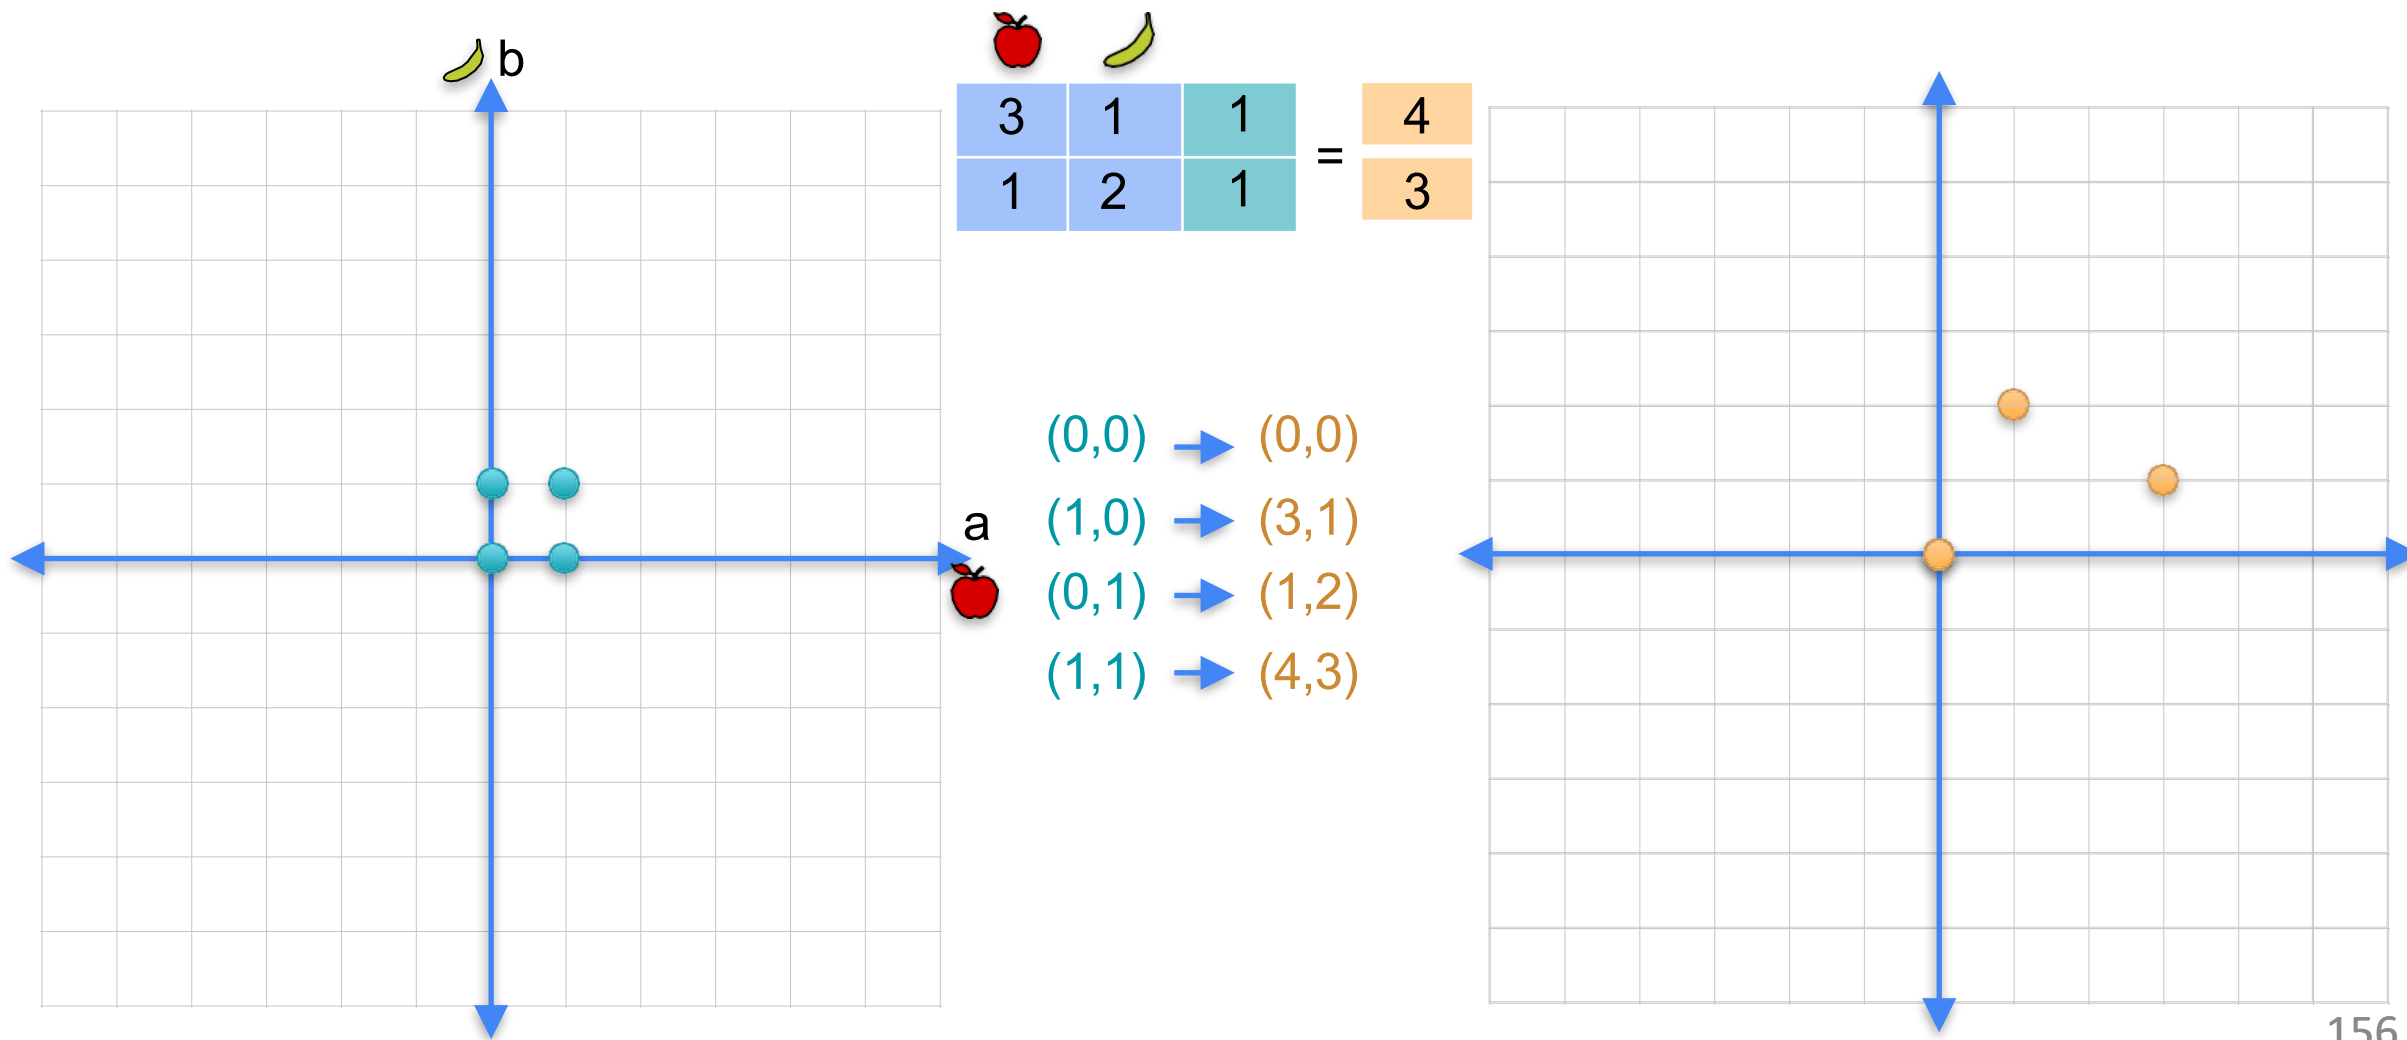 b
3 1 1 = 4
1 2 1 3
a
(0,0) (0,0)
(1,0) (3,1)
(0,1) (1,2)
(1,1) (4,3)
156